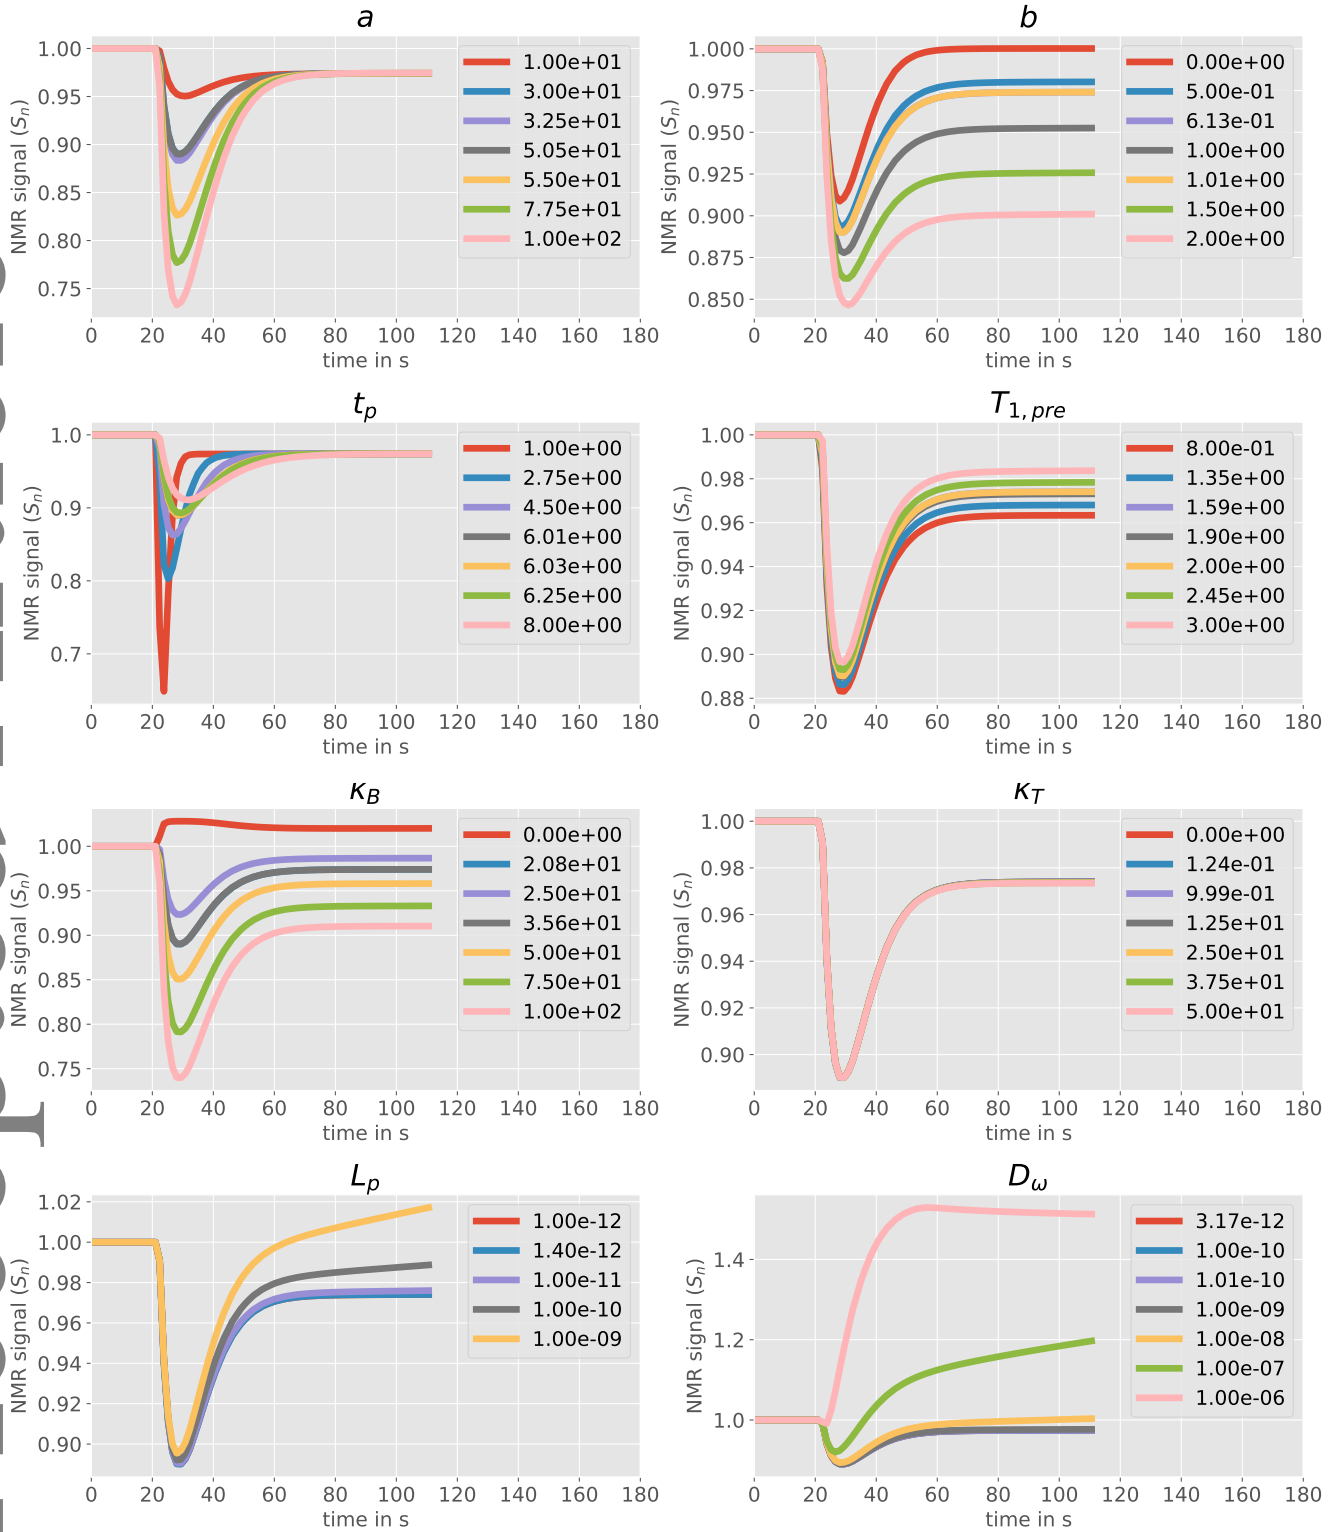 a
1.00
0.95
0.90
0.85
0.80
0.75
NMR signal (Sn)
1.00e+01
3.00e+01
3.25e+01
5.05e+01
5.50e+01
7.75e+01
1.00e+02
0 20 40 60 80 100 120 140 160 180
time in s
b
1.000
0.975
0.950
0.925
0.900
0.875
0.850
NMR signal (Sn)
0.00e+00
5.00e-01
6.13e-01
1.00e+00
1.01e+00
1.50e+00
2.00e+00
0 20 40 60 80 100 120 140 160 180
time in s
tp
1.0
0.9
0.8
0.7
NMR signal (Sn)
1.00e+00
2.75e+00
4.50e+00
6.01e+00
6.03e+00
6.25e+00
8.00e+00
0 20 40 60 80 100 120 140 160 180
time in s
T1, pre
1.00
0.98
0.96
0.94
0.92
0.90
0.88
NMR signal (Sn)
8.00e-01
1.35e+00
1.59e+00
1.90e+00
2.00e+00
2.45e+00
3.00e+00
0 20 40 60 80 100 120 140 160 180
time in s
κB
1.00
0.95
0.90
0.85
0.80
0.75
NMR signal (Sn)
0.00e+00
2.08e+01
2.50e+01
3.56e+01
5.00e+01
7.50e+01
1.00e+02
0 20 40 60 80 100 120 140 160 180
time in s
κT
1.00
0.98
0.96
0.94
0.92
0.90
NMR signal (Sn)
0.00e+00
1.24e-01
9.99e-01
1.25e+01
2.50e+01
3.75e+01
5.00e+01
0 20 40 60 80 100 120 140 160 180
time in s
Lp
1.02
1.00
0.98
0.96
0.94
0.92
0.90
NMR signal (Sn)
1.00e-12
1.40e-12
1.00e-11
1.00e-10
1.00e-09
0 20 40 60 80 100 120 140 160 180
time in s
Dω
1.4
1.2
1.0
NMR signal (Sn)
3.17e-12
1.00e-10
1.01e-10
1.00e-09
1.00e-08
1.00e-07
1.00e-06
0 20 40 60 80 100 120 140 160 180
time in s